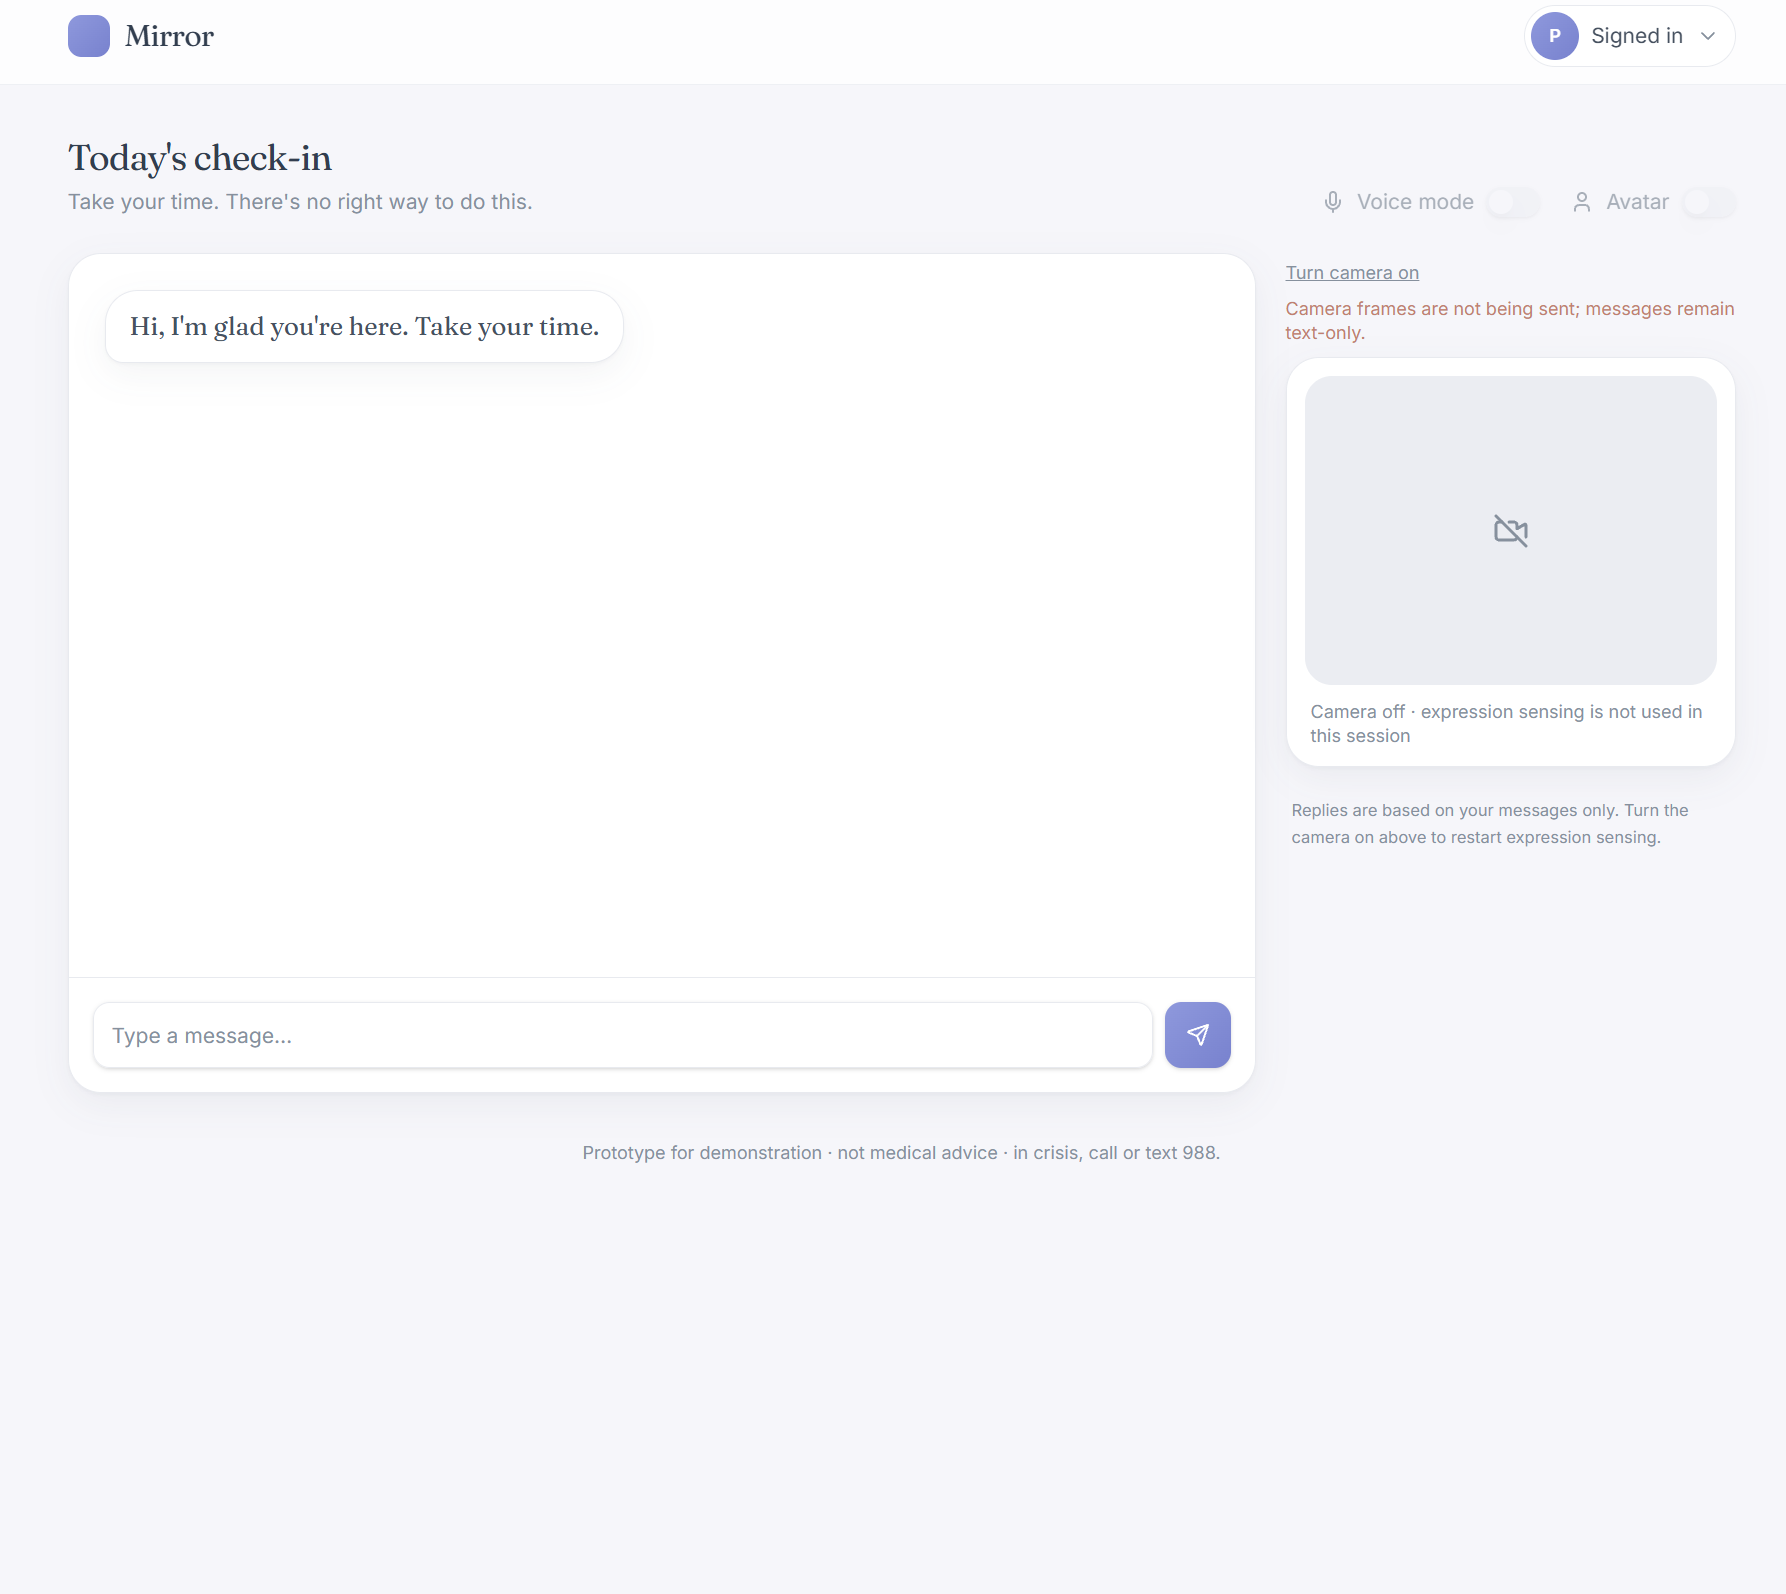 Mirror
P Signed in
Today's check-in
Take your time. There's no right way to do this.
Voice mode
Avatar
Hi, I'm glad you're here. Take your time.
Turn camera on
Camera frames are not being sent; messages remain
text-only.
Camera off · expression sensing is not used in
this session
Replies are based on your messages only. Turn the
camera on above to restart expression sensing.
Type a message...
Prototype for demonstration · not medical advice · in crisis, call or text 988.